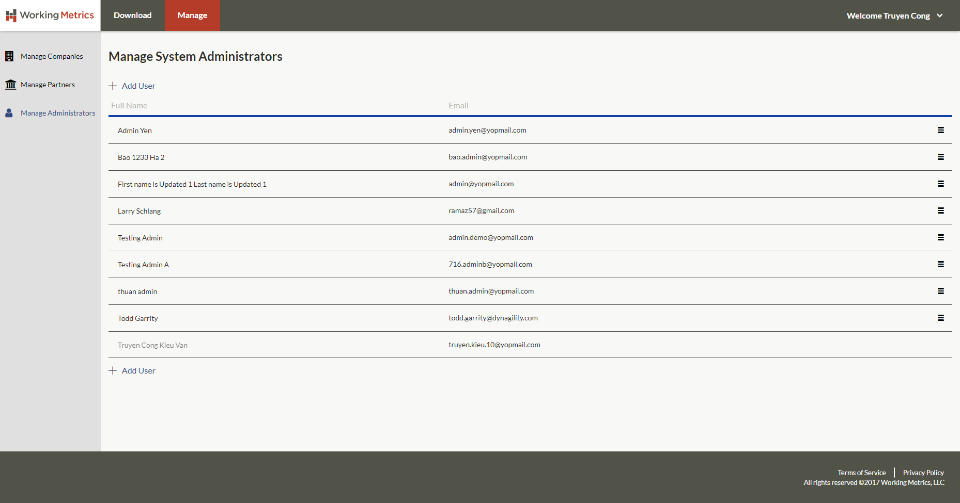 Working Metrics Download Manage Welcome Truyen Cong
Manage Companies
Manage Partners
Manage Administrators
Manage System Administrators
Add User
Full Name Email
Admin Yen admin.yen@yopmail.com
Bao 1233 Ha 2 bao.admin@yopmail.com
First name is Updated 1 Last name is Updated 1 admin@yopmail.com
Larry Schlang ramaz57@gmail.com
Testing Admin admin.demo@yopmail.com
Testing Admin A 716.adminb@yopmail.com
thuan admin thuan.admin@yopmail.com
Todd Garrity todd.garrity@dynagility.com
Truyen Cong Kieu Van truyen.kieu.10@yopmail.com
Add User
Terms of Service Privacy Policy
All rights reserved ©2017 Working Metrics, LLC